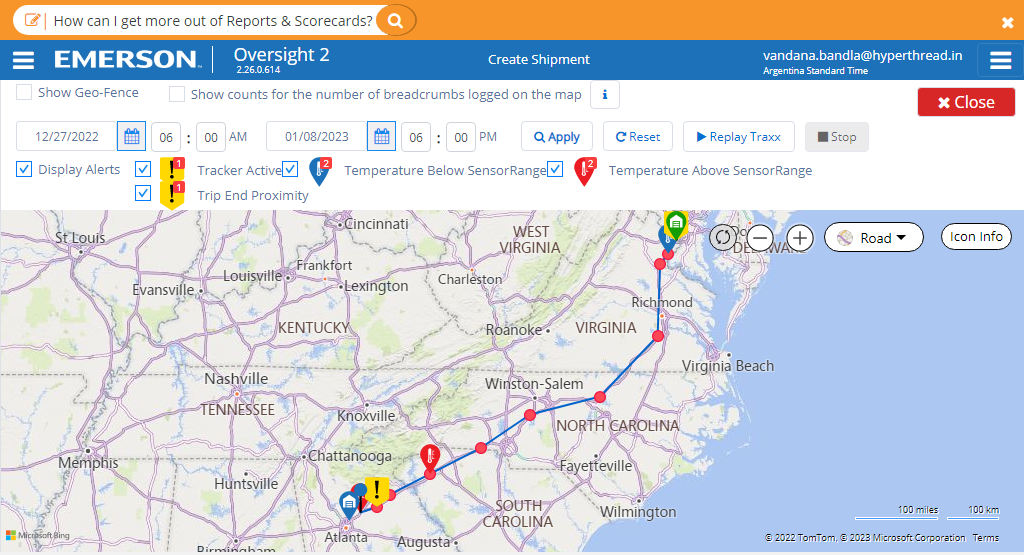 How can I get more out of Reports & Scorecards?
EMERSON
Oversight 2
2.26.0.614
Create Shipment
vandana.bandla@hyperthread.in
Argentina Standard Time
Show Geo-Fence
Show counts for the number of breadcrumbs logged on the map
i
Close
12/27/2022
06 : 00 AM
01/08/2023
06 : 00 PM
Apply
Reset
Replay Traxx
Stop
Display Alerts
1
Tracker Active
2
Temperature Below SensorRange
2
Temperature Above SensorRange
1
Trip End Proximity
Road
Icon Info
St Louis
Cincinnati
WEST
VIRGINIA
DELAWARE
Frankfort
Louisville
Lexington
Evansville
Charleston
Richmond
KENTUCKY
Roanoke
VIRGINIA
Virginia Beach
Nashville
Winston-Salem
TENNESSEE
Knoxville
NORTH CAROLINA
Chattanooga
Memphis
Fayetteville
Huntsville
SOUTH
CAROLINA
Wilmington
Atlanta
Augusta
Birmingham
Microsoft Bing
100 miles
100 km
© 2022 TomTom, © 2023 Microsoft Corporation Terms